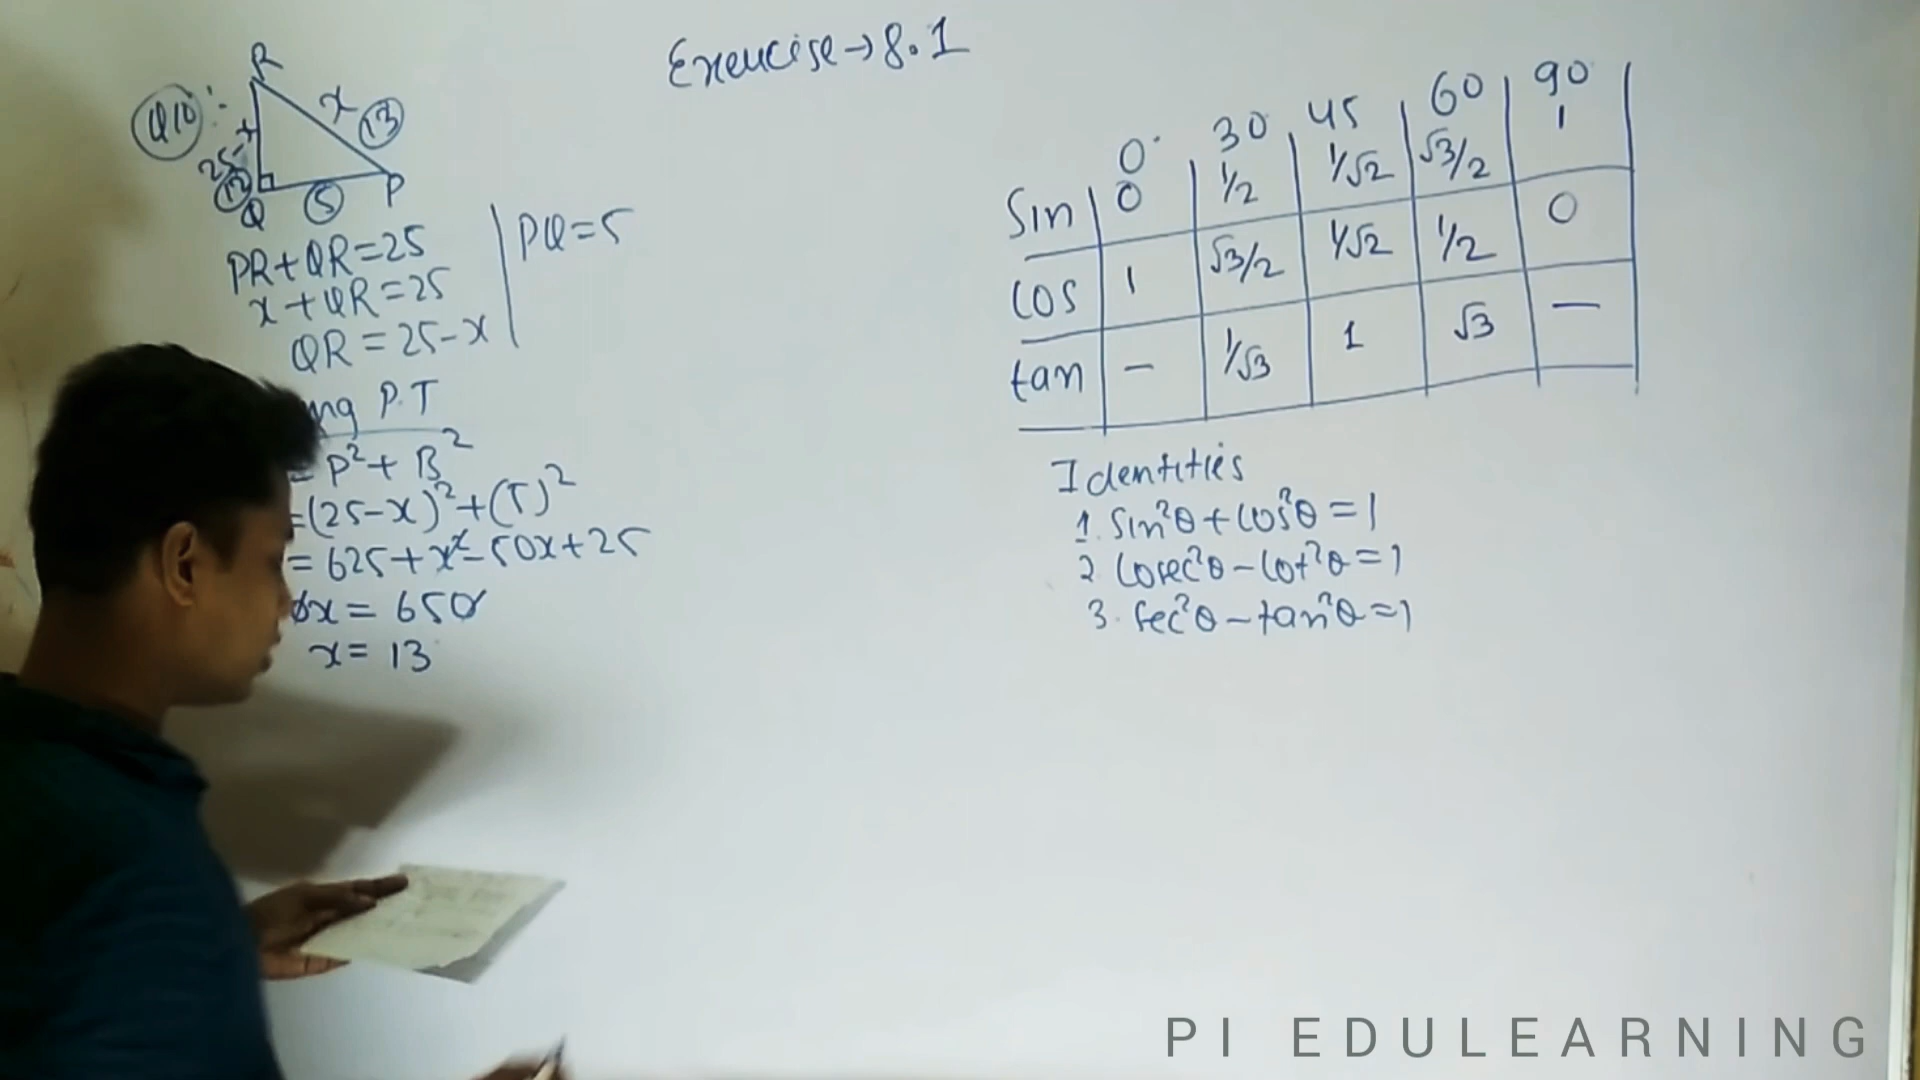 Exercise→8.1
Q10:-
R
x
13
25-x
12
Q
5
P
PR+QR=25
x+QR=25
QR=25-x
PQ=5
P.T
= P²+B²
=(25-x)²+(5)²
= 625+x²-50x+25
0x = 650
x = 13
0° 30 45 60 90
Sin 0 1/2 1/√2 √3/2 1
Cos 1 √3/2 1/√2 1/2 0
tan — 1/√3 1 √3 —
Identities
1. Sin²θ+Cos²θ=1
2 Cosec²θ-Cot²θ=1
3. Sec²θ-tan²θ=1
PI EDULEARNING